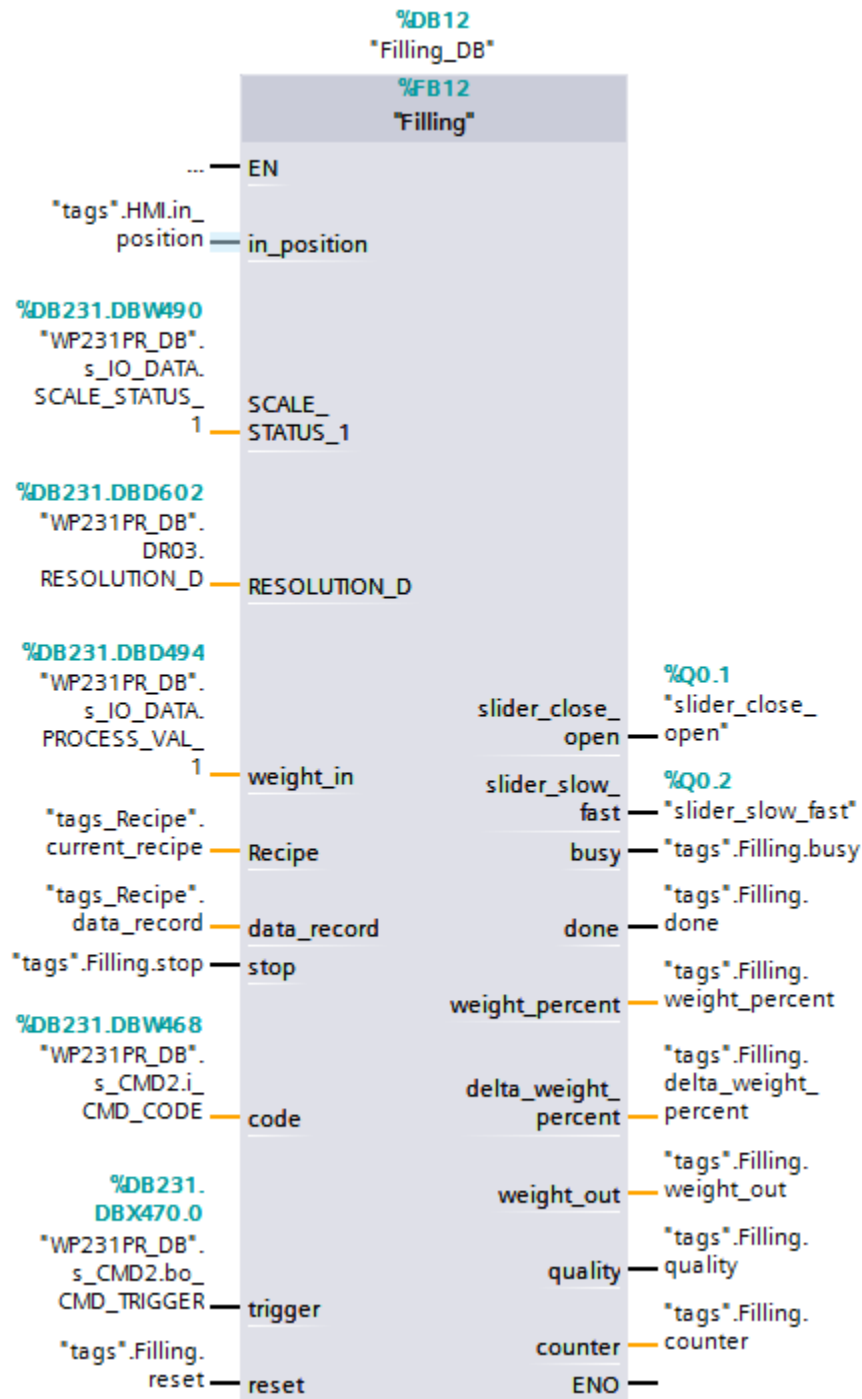 %DB12
"Filling_DB"
%FB12
"Filling"
...
EN
"tags".HMI.in_
position
in_position
%DB231.DBW490
"WP231PR_DB".
s_IO_DATA.
SCALE_STATUS_
1
SCALE_
STATUS_1
%DB231.DBD602
"WP231PR_DB".
DR03.
RESOLUTION_D
RESOLUTION_D
%DB231.DBD494
"WP231PR_DB".
s_IO_DATA.
PROCESS_VAL_
1
weight_in
"tags_Recipe".
current_recipe
Recipe
"tags_Recipe".
data_record
data_record
"tags".Filling.stop
stop
%DB231.DBW468
"WP231PR_DB".
s_CMD2.i_
CMD_CODE
code
%DB231.
DBX470.0
"WP231PR_DB".
s_CMD2.bo_
CMD_TRIGGER
trigger
"tags".Filling.
reset
reset
slider_close_
open
%Q0.1
"slider_close_
open"
slider_slow_
fast
%Q0.2
"slider_slow_fast"
busy
"tags".Filling.busy
done
"tags".Filling.
done
weight_percent
"tags".Filling.
weight_percent
delta_weight_
percent
"tags".Filling.
delta_weight_
percent
weight_out
"tags".Filling.
weight_out
quality
"tags".Filling.
quality
counter
"tags".Filling.
counter
ENO